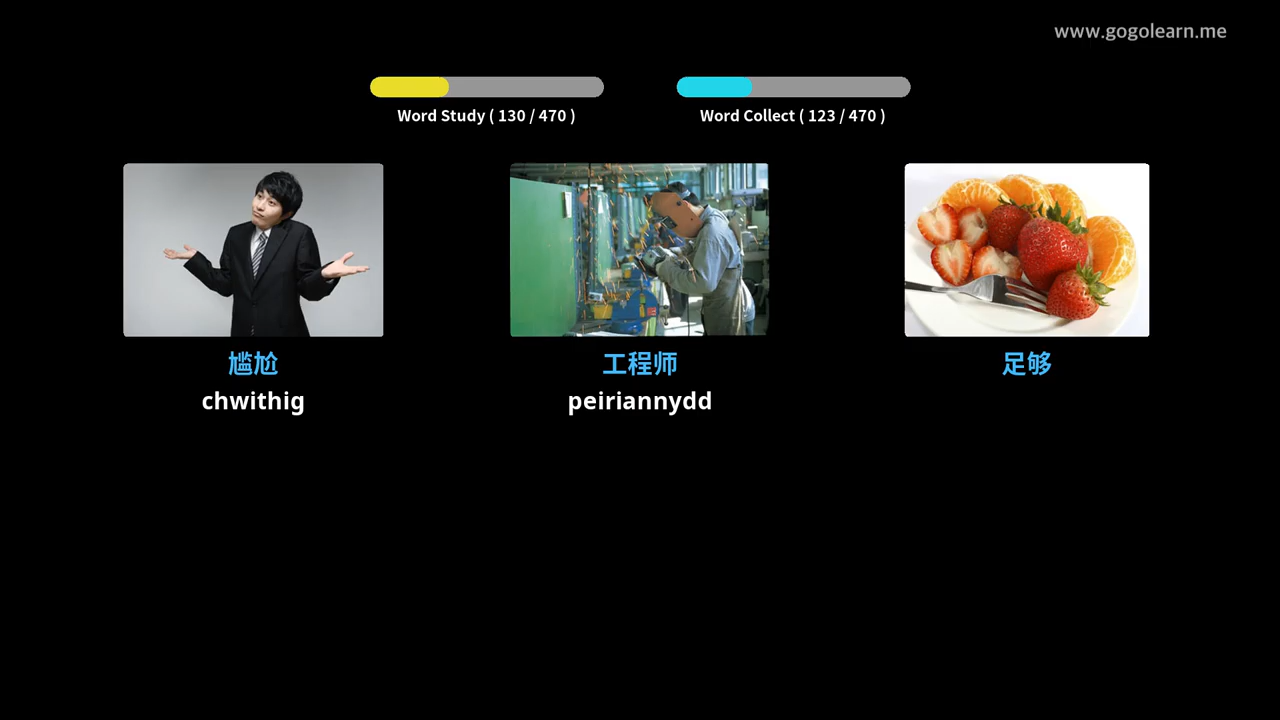 www.gogolearn.me
Word Study ( 130 / 470 )
Word Collect ( 123 / 470 )
尴尬
工程师
足够
chwithig
peiriannydd